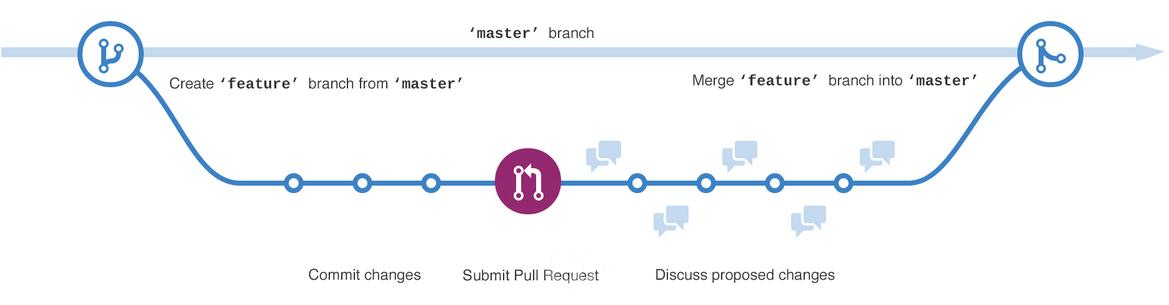 ‘master’ branch
Create ‘feature’ branch from ‘master’
Merge ‘feature’ branch into ‘master’
Commit changes
Submit Pull Request
Discuss proposed changes